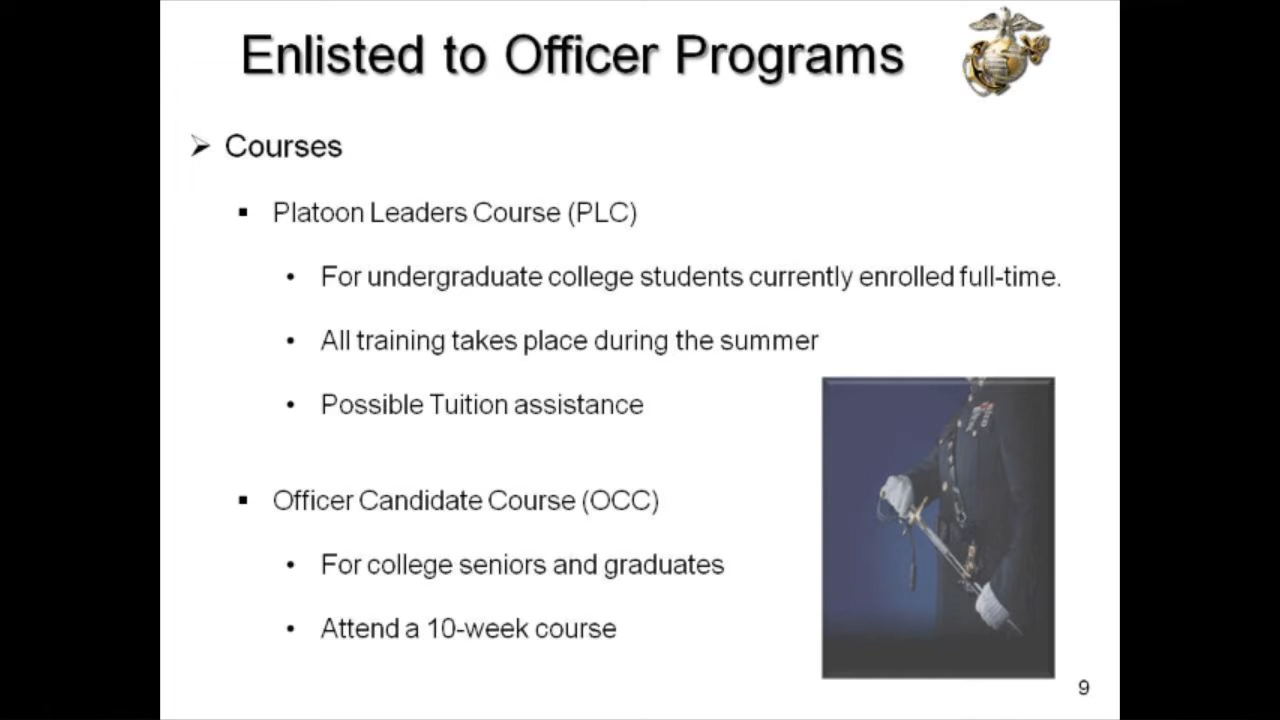 Enlisted to Officer Programs
➢ Courses
▪ Platoon Leaders Course (PLC)
• For undergraduate college students currently enrolled full-time.
• All training takes place during the summer
• Possible Tuition assistance
▪ Officer Candidate Course (OCC)
• For college seniors and graduates
• Attend a 10-week course
9